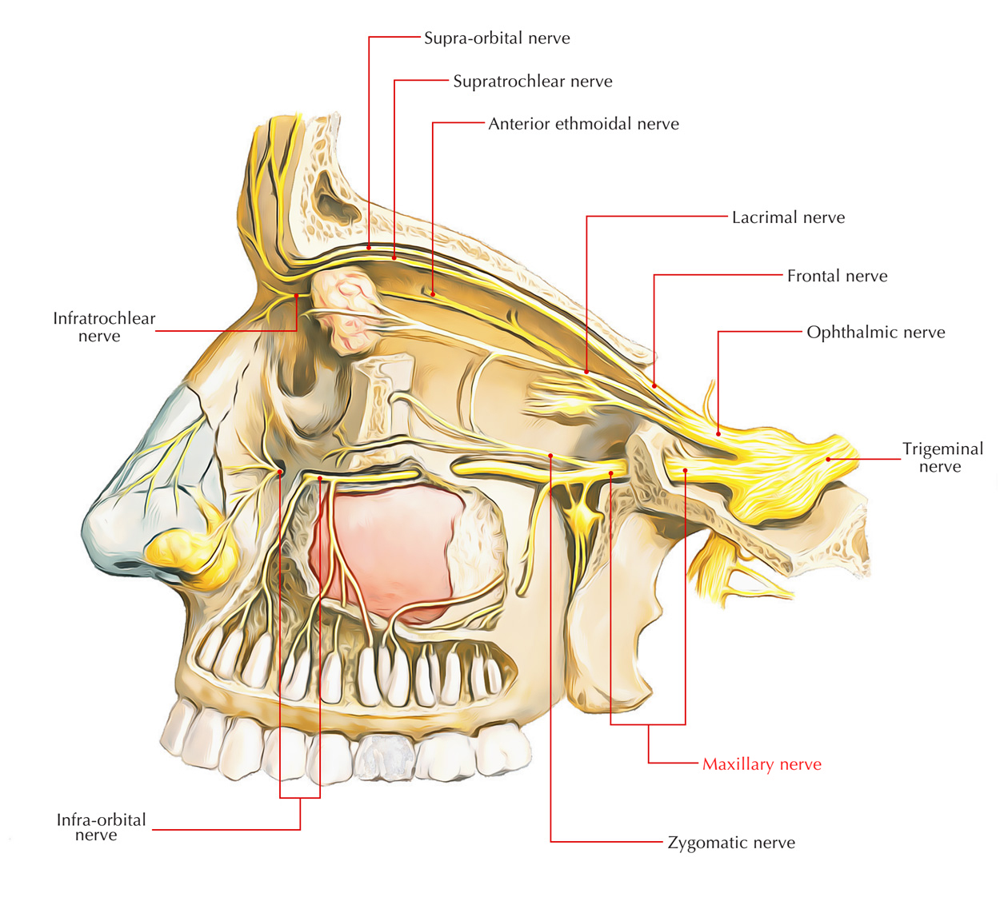 Supra-orbital nerve
Supratrochlear nerve
Anterior ethmoidal nerve
Lacrimal nerve
Frontal nerve
Infratrochlear
nerve
Ophthalmic nerve
Trigeminal
nerve
Maxillary nerve
Infra-orbital
nerve
Zygomatic nerve